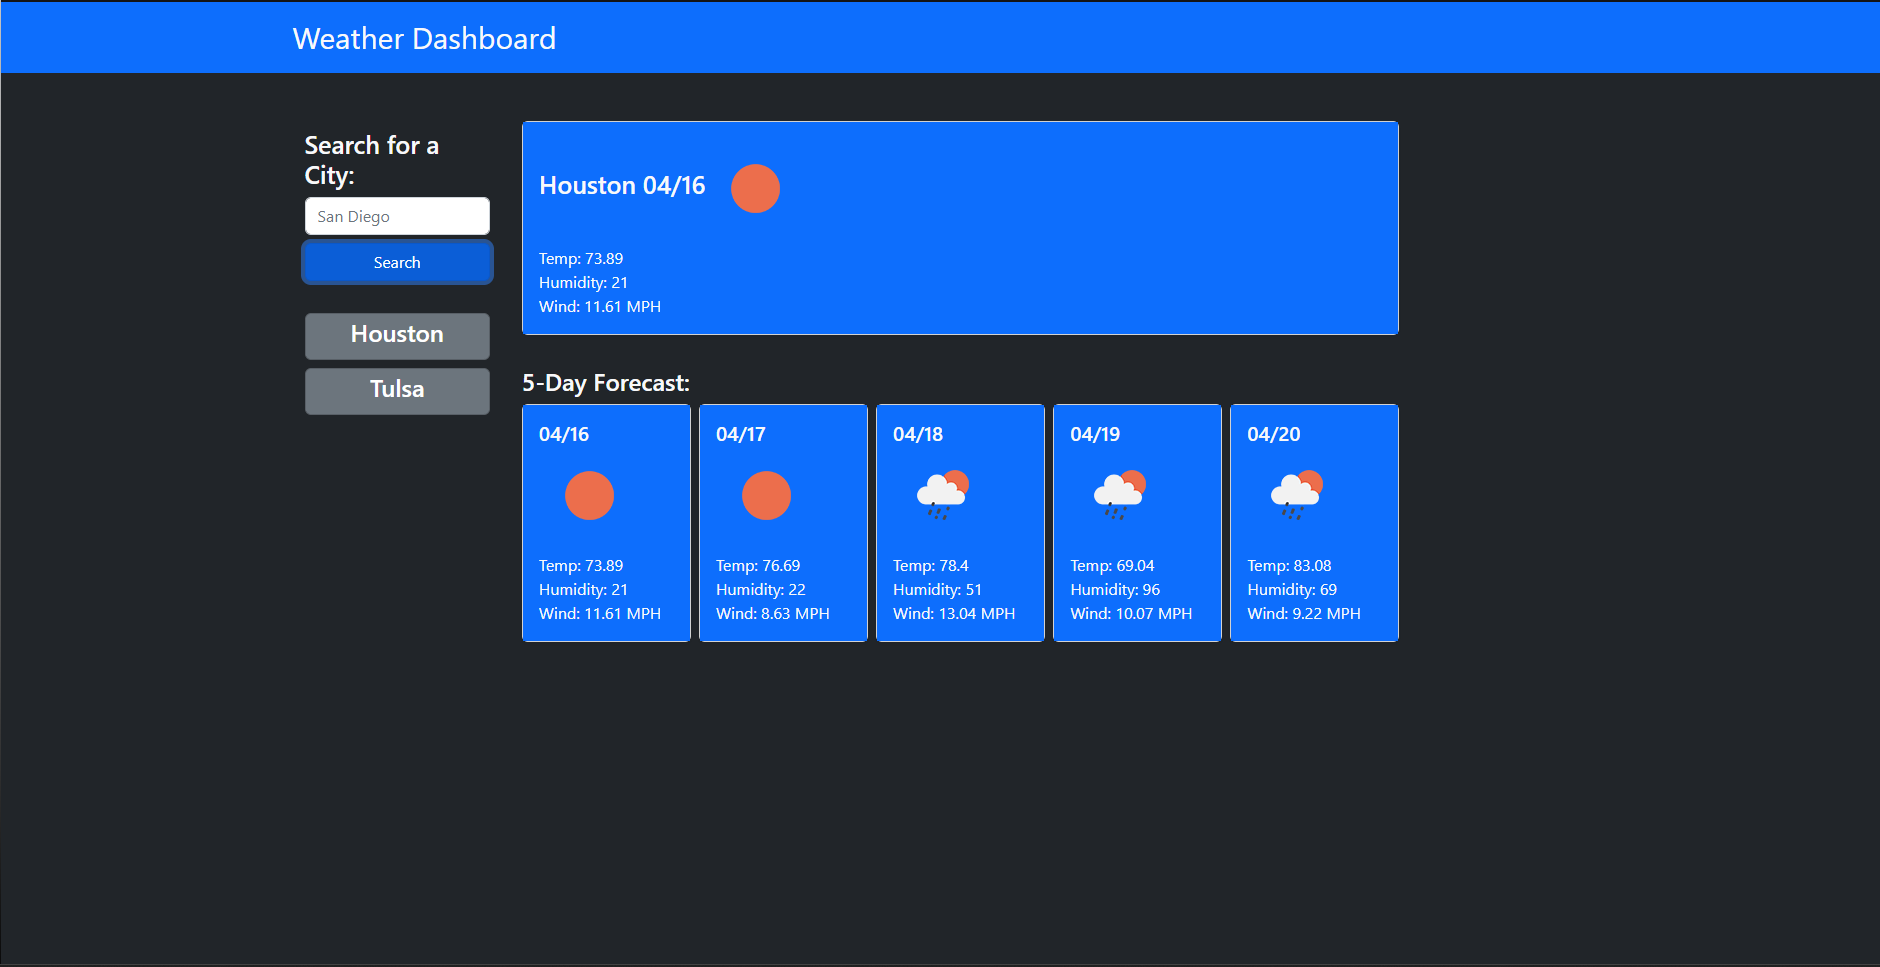 Weather Dashboard
Search for a
City:
San Diego
Search
Houston
Tulsa
Houston 04/16
Temp: 73.89
Humidity: 21
Wind: 11.61 MPH
5-Day Forecast:
04/16
Temp: 73.89
Humidity: 21
Wind: 11.61 MPH
04/17
Temp: 76.69
Humidity: 22
Wind: 8.63 MPH
04/18
Temp: 78.4
Humidity: 51
Wind: 13.04 MPH
04/19
Temp: 69.04
Humidity: 96
Wind: 10.07 MPH
04/20
Temp: 83.08
Humidity: 69
Wind: 9.22 MPH